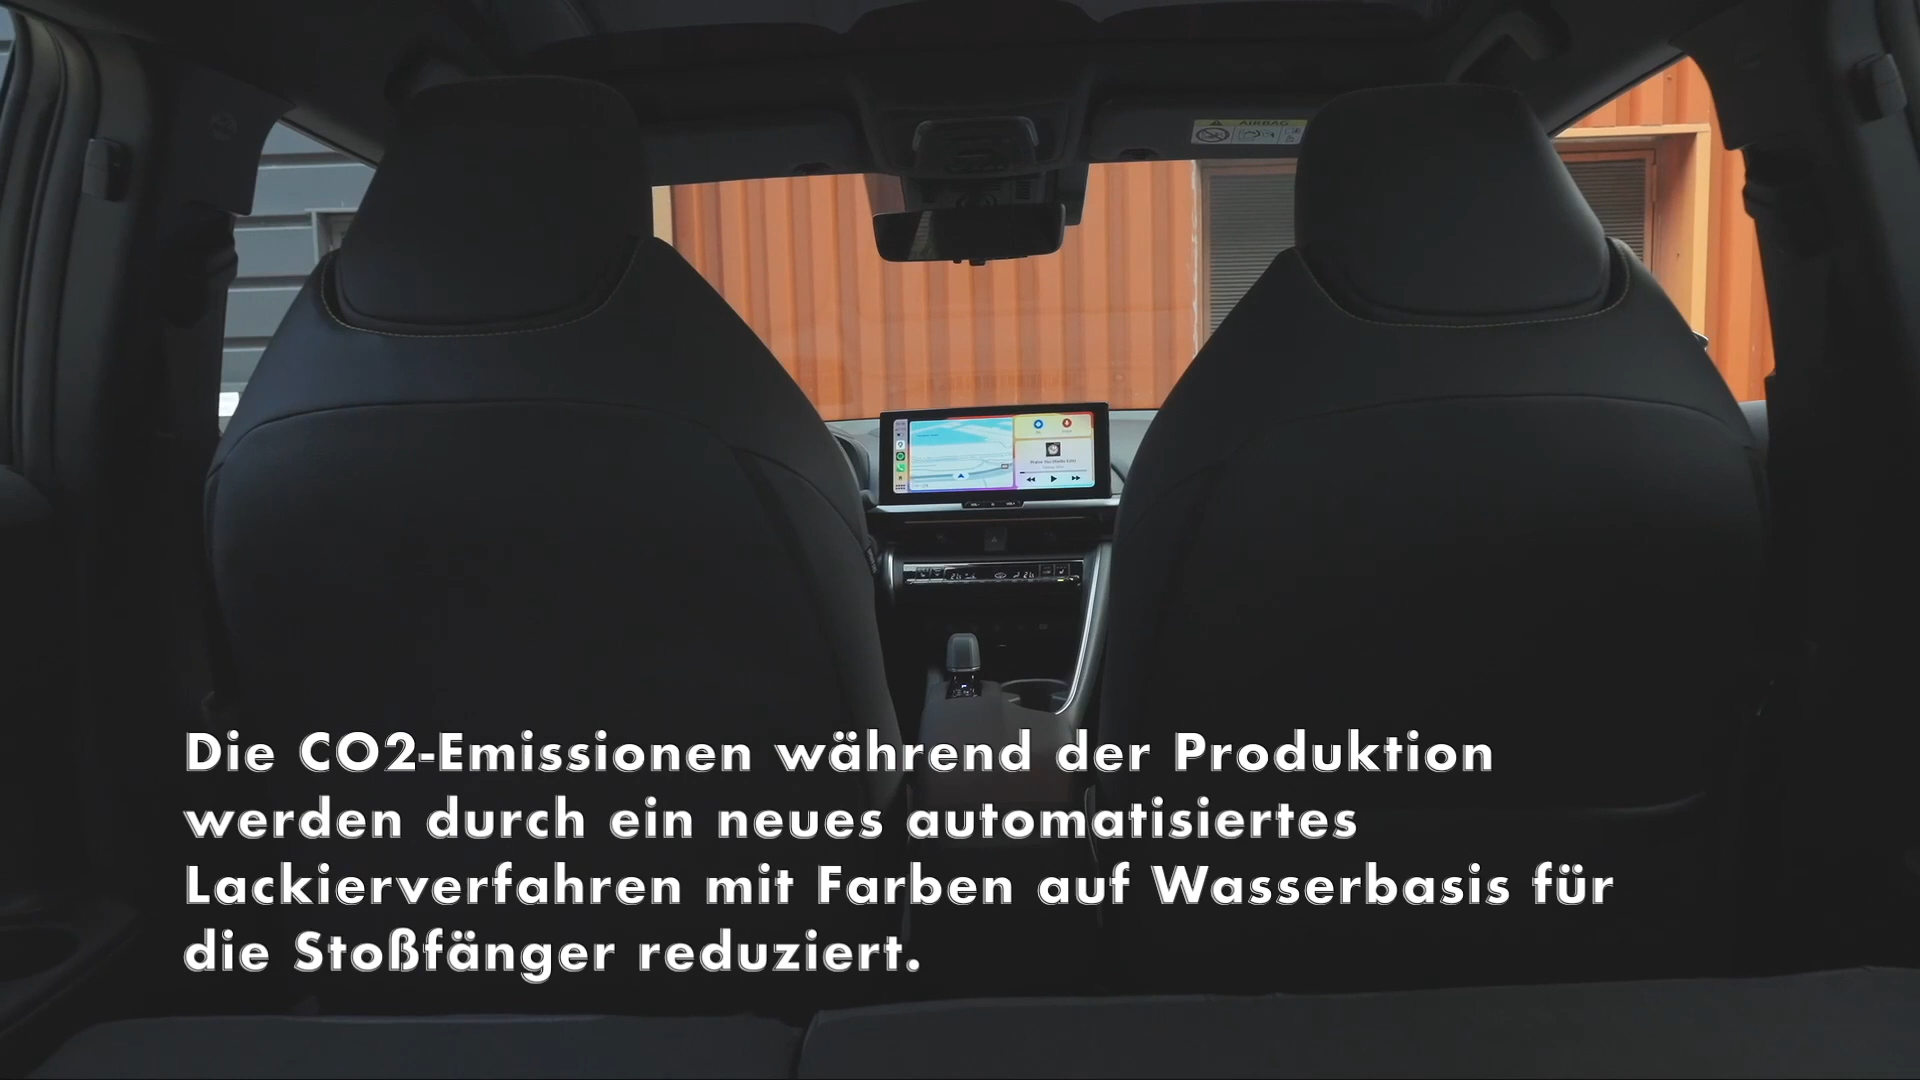 AIRBAG
Die CO2-Emissionen während der Produktion
werden durch ein neues automatisiertes
Lackierverfahren mit Farben auf Wasserbasis für
die Stoßfänger reduziert.